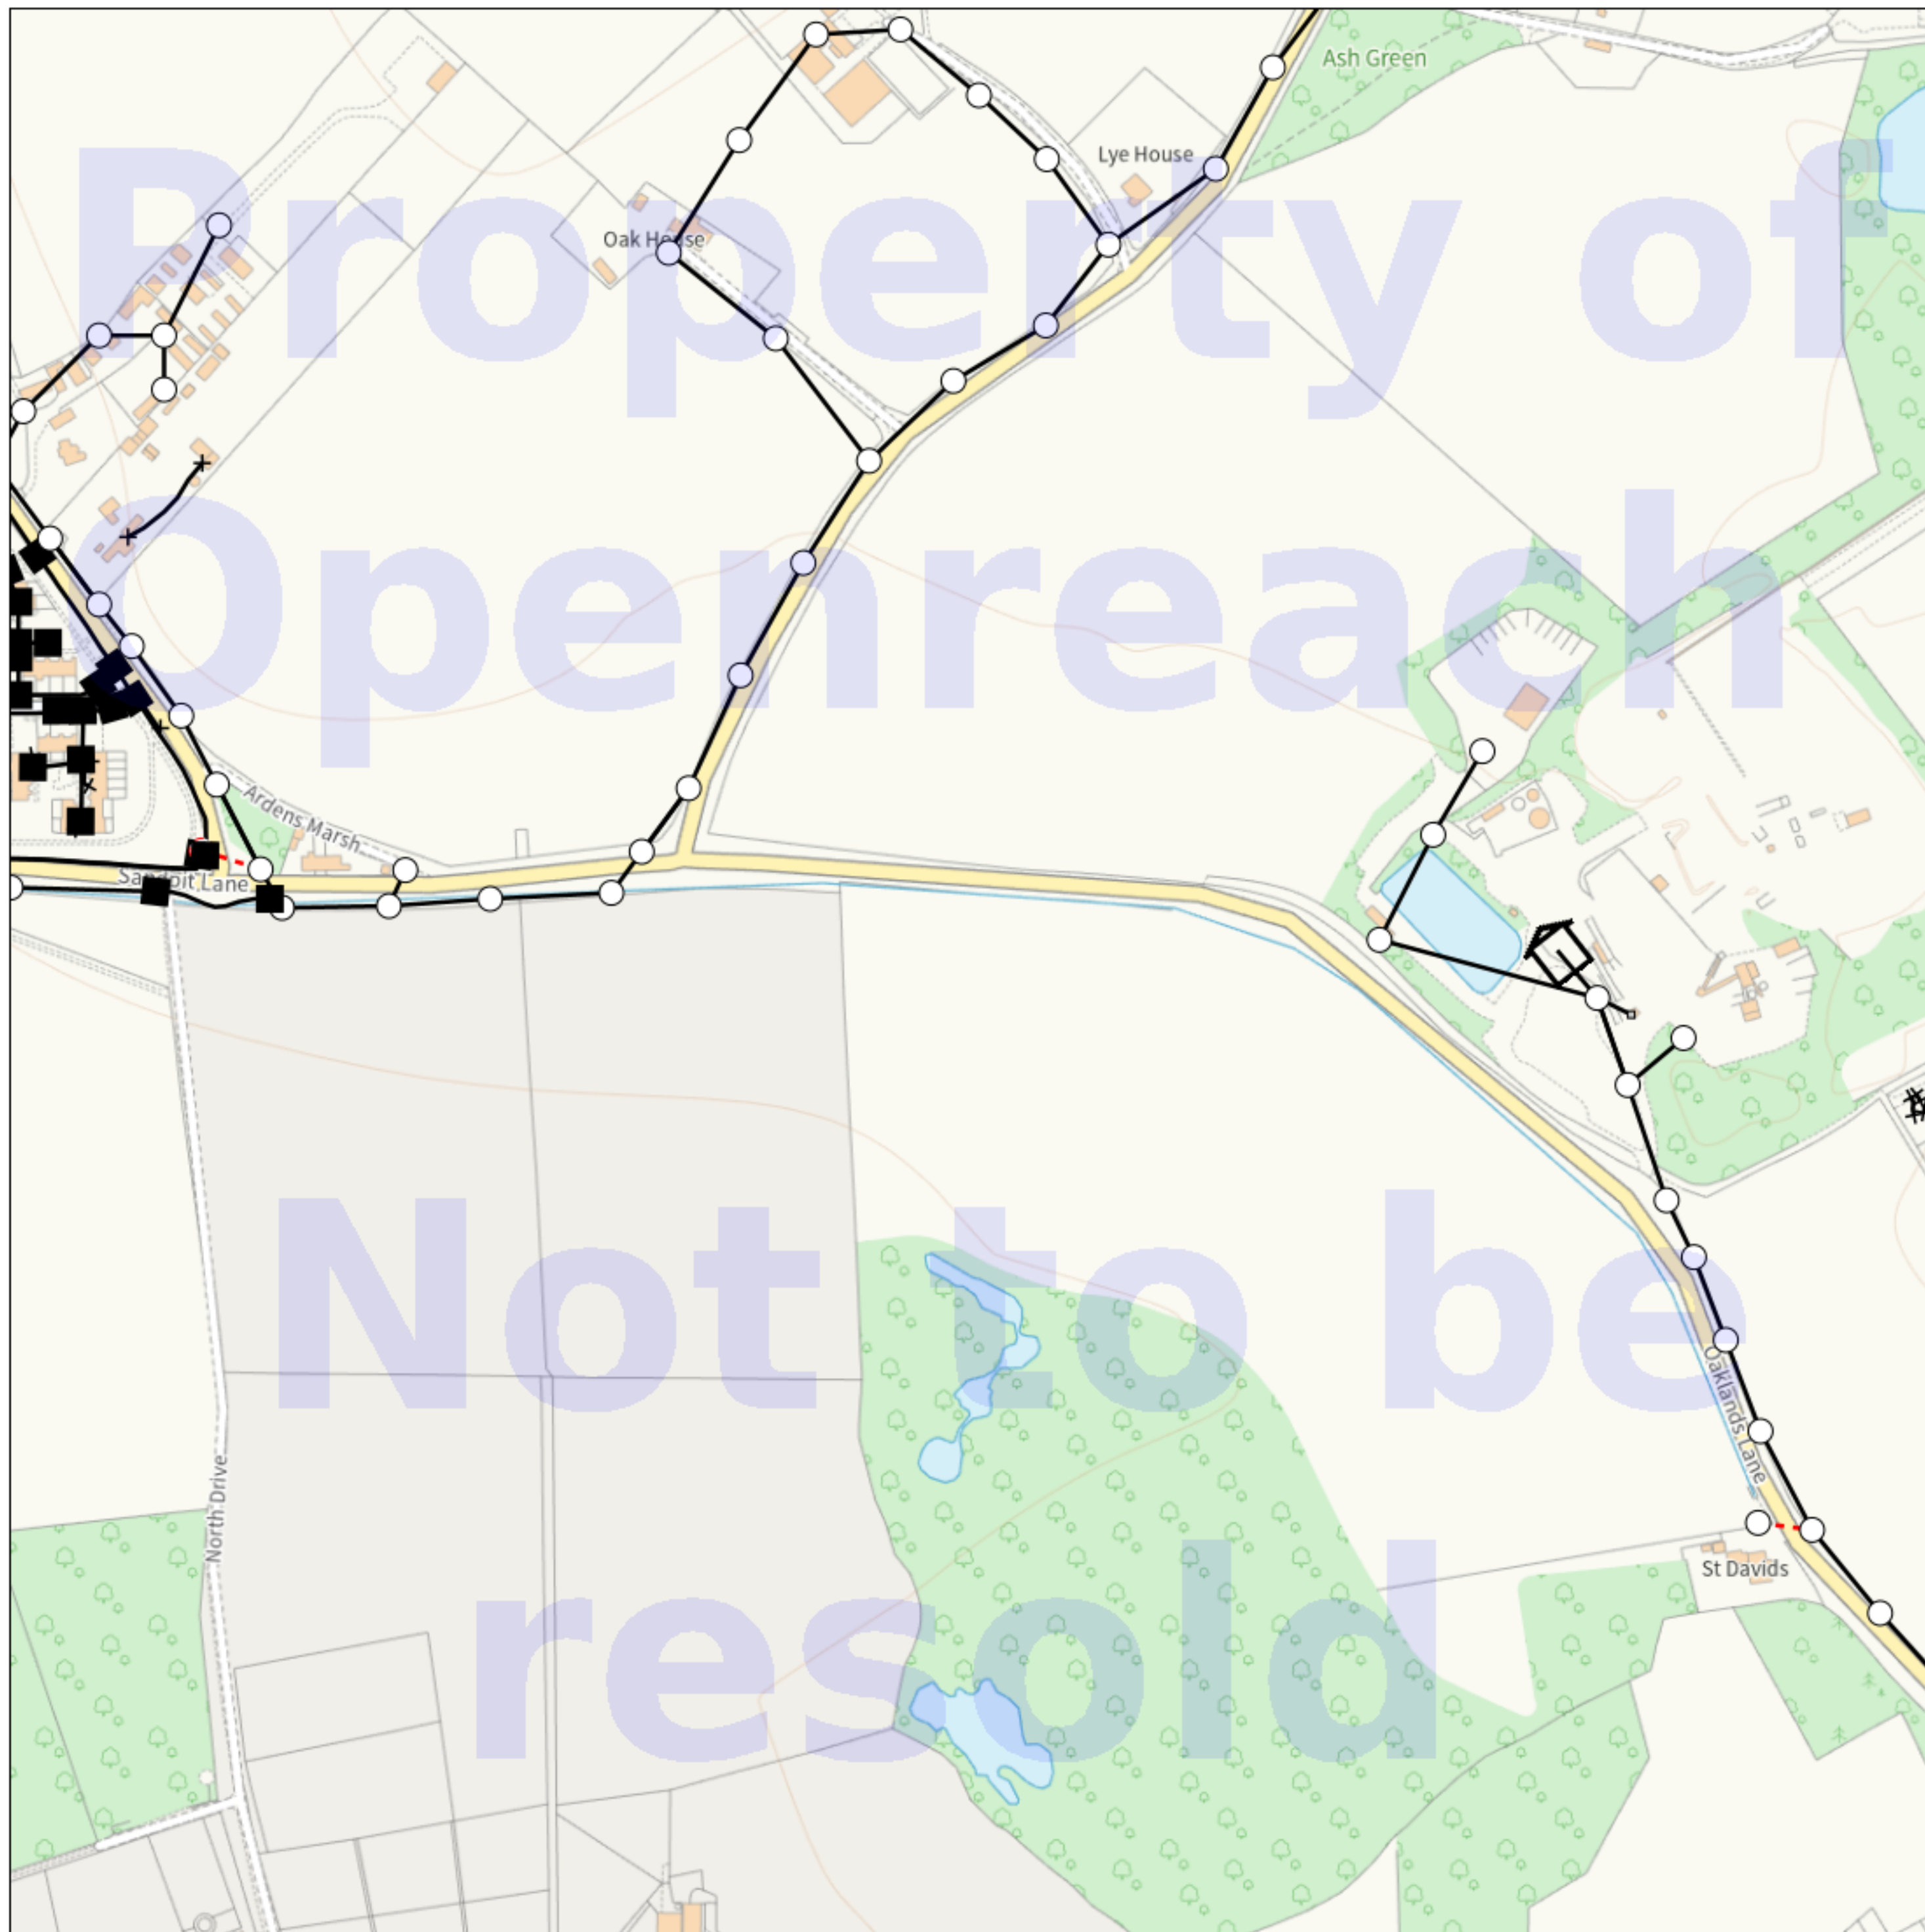 Ash Green
Lye House
Property of
Oak House
Openreach
Ardens Marsh
Sandpit Lane
Not to be
Oaklands Lane
North Drive
resold
St Davids